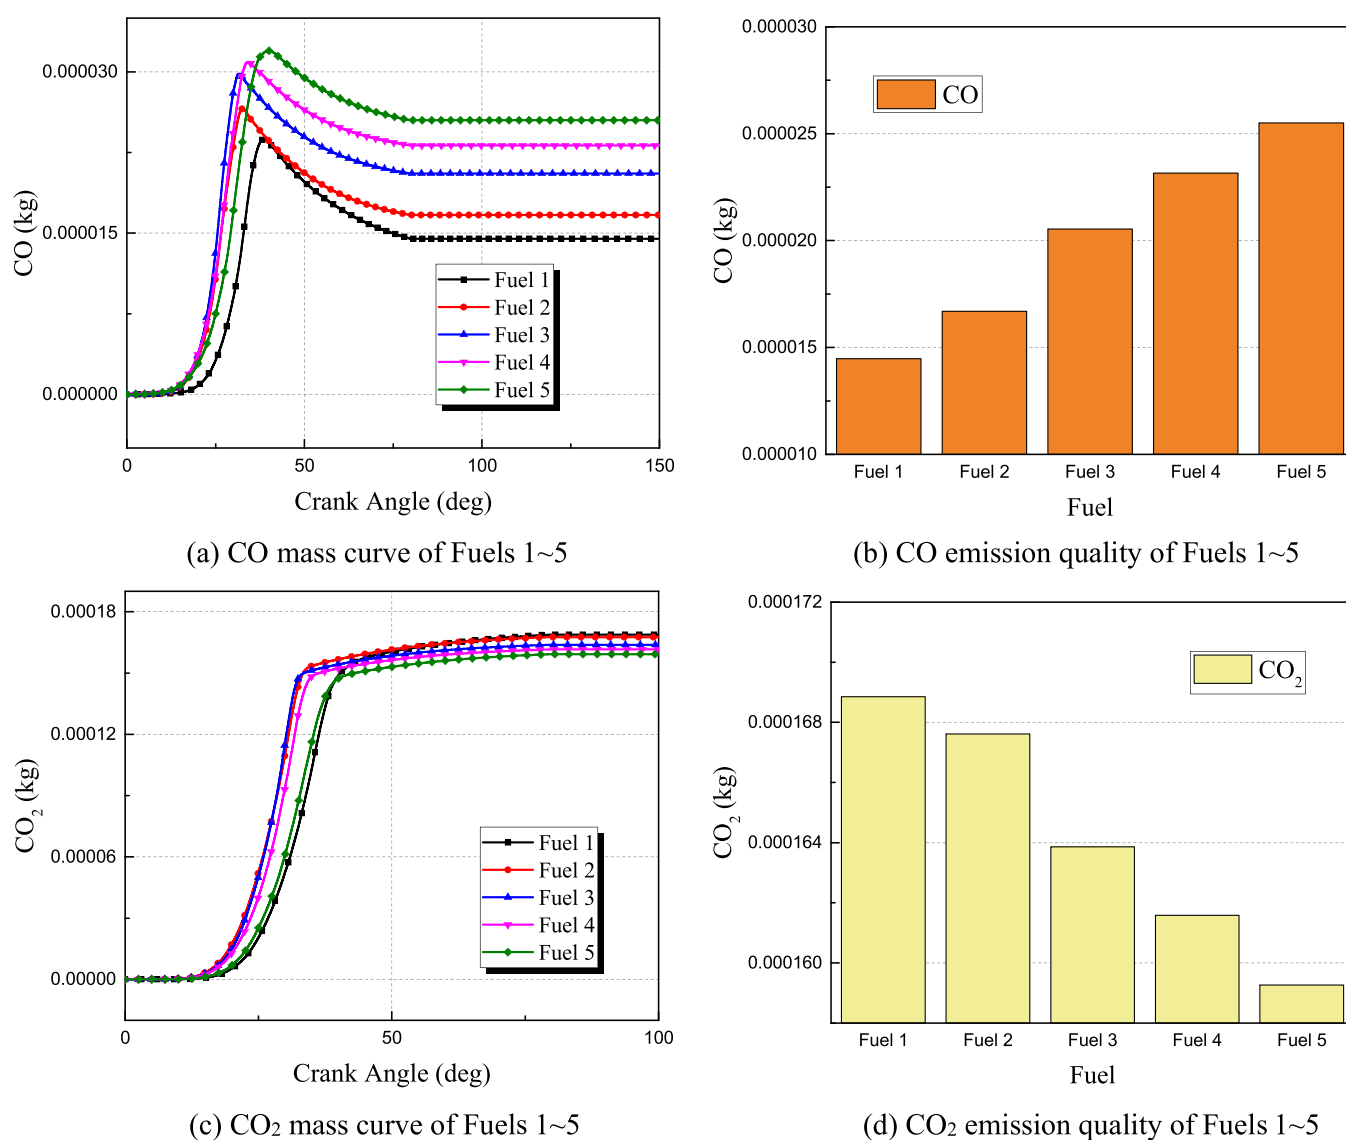 0.000030
0.000015
0.000000
CO (kg)
Fuel 1
Fuel 2
Fuel 3
Fuel 4
Fuel 5
0
50
100
150
Crank Angle (deg)
(a) CO mass curve of Fuels 1~5
0.000030
0.000025
0.000020
0.000015
0.000010
CO (kg)
CO
Fuel 1
Fuel 2
Fuel 3
Fuel 4
Fuel 5
Fuel
(b) CO emission quality of Fuels 1~5
0.00018
0.00012
0.00006
0.00000
CO₂ (kg)
Fuel 1
Fuel 2
Fuel 3
Fuel 4
Fuel 5
0
50
100
Crank Angle (deg)
(c) CO₂ mass curve of Fuels 1~5
0.000172
0.000168
0.000164
0.000160
CO₂ (kg)
CO₂
Fuel 1
Fuel 2
Fuel 3
Fuel 4
Fuel 5
Fuel
(d) CO₂ emission quality of Fuels 1~5